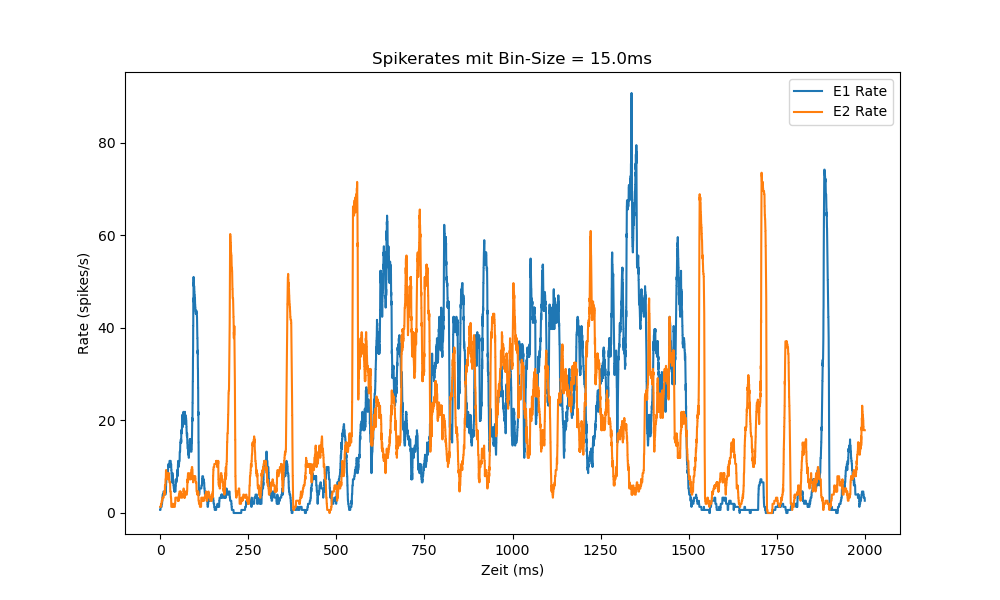 Spikerates mit Bin-Size = 15.0ms
E1 Rate
E2 Rate
Rate (spikes/s)
80
60
40
20
0
0 250 500 750 1000 1250 1500 1750 2000
Zeit (ms)